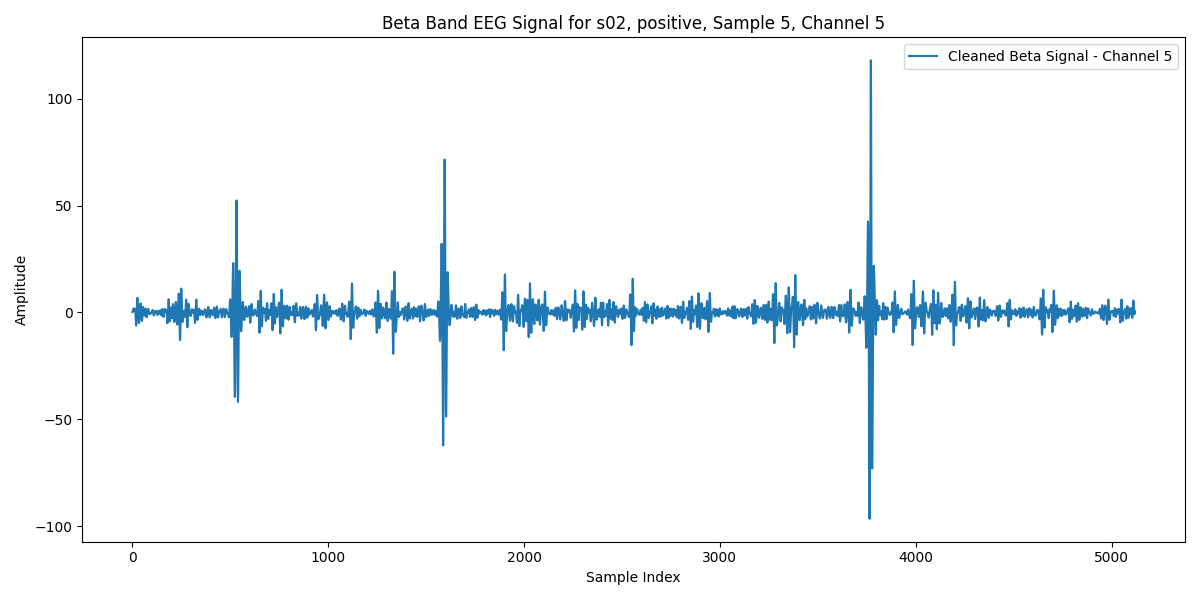 Beta Band EEG Signal for s02, positive, Sample 5, Channel 5
Cleaned Beta Signal - Channel 5
Amplitude
100
50
0
−50
−100
0 1000 2000 3000 4000 5000
Sample Index